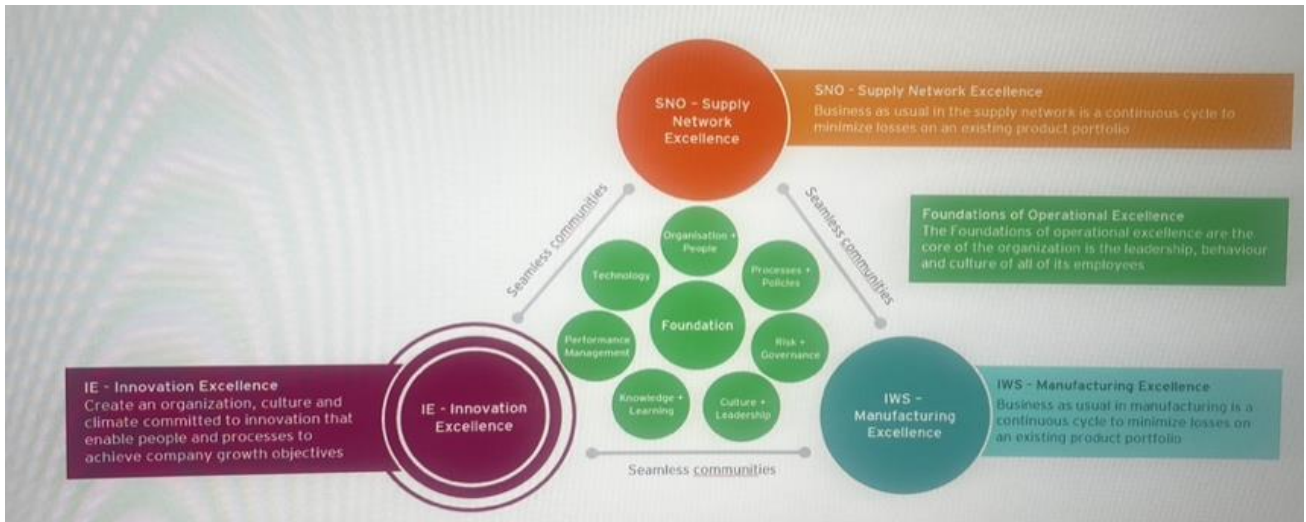 SNO - Supply
Network
Excellence
SNO - Supply Network Excellence
Business as usual in the supply network is a continuous cycle to
minimize losses on an existing product portfolio
Seamless communities
Seamless communities
Foundations of Operational Excellence
The Foundations of operational excellence are the
core of the organization is the leadership, behaviour
and culture of all of its employees
Organisation +
People
Technology
Processes +
Policies
Foundation
Performance
Management
Risk +
Governance
Knowledge +
Learning
Culture +
Leadership
IE - Innovation Excellence
Create an organization, culture and
climate committed to innovation that
enable people and processes to
achieve company growth objectives
IE - Innovation
Excellence
IWS -
Manufacturing
Excellence
IWS - Manufacturing Excellence
Business as usual in manufacturing is a
continuous cycle to minimize losses on
an existing product portfolio
Seamless communities